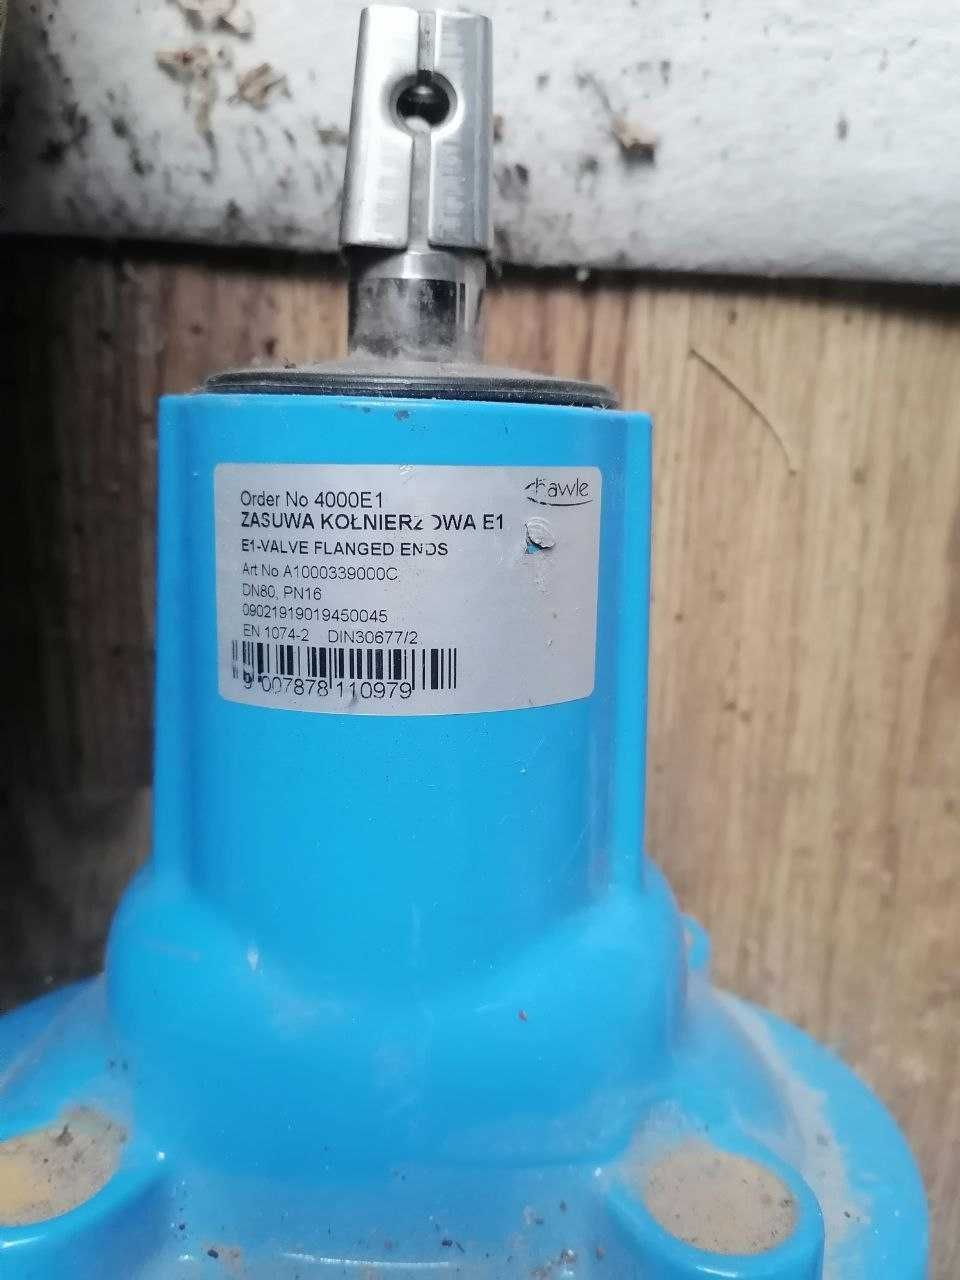 Order No 4000E1
Hawle
ZASUWA KOŁNIERZOWA E1
E1-VALVE FLANGED ENDS
Art No A1000339000C
DN80, PN16
09021919019450045
EN 1074-2 DIN30677/2
9 007878 110979